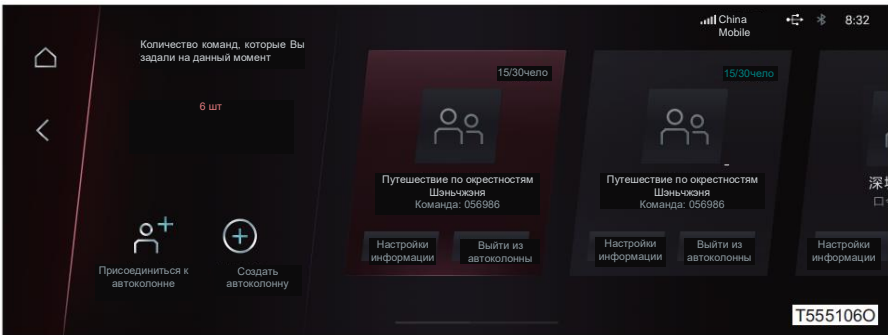 China
Mobile
8:32
Количество команд, которые Вы
задали на данный момент
6 шт
Присоединиться к
автоколонне
Создать
автоколонну
15/30чело
Путешествие по окрестностям
Шэньчжэня
Команда: 056986
Настройки
информации
Выйти из
автоколонны
15/30чело
Путешествие по окрестностям
Шэньчжэня
Команда: 056986
Настройки
информации
Выйти из
автоколонны
深
Настройки
информации
T555106O